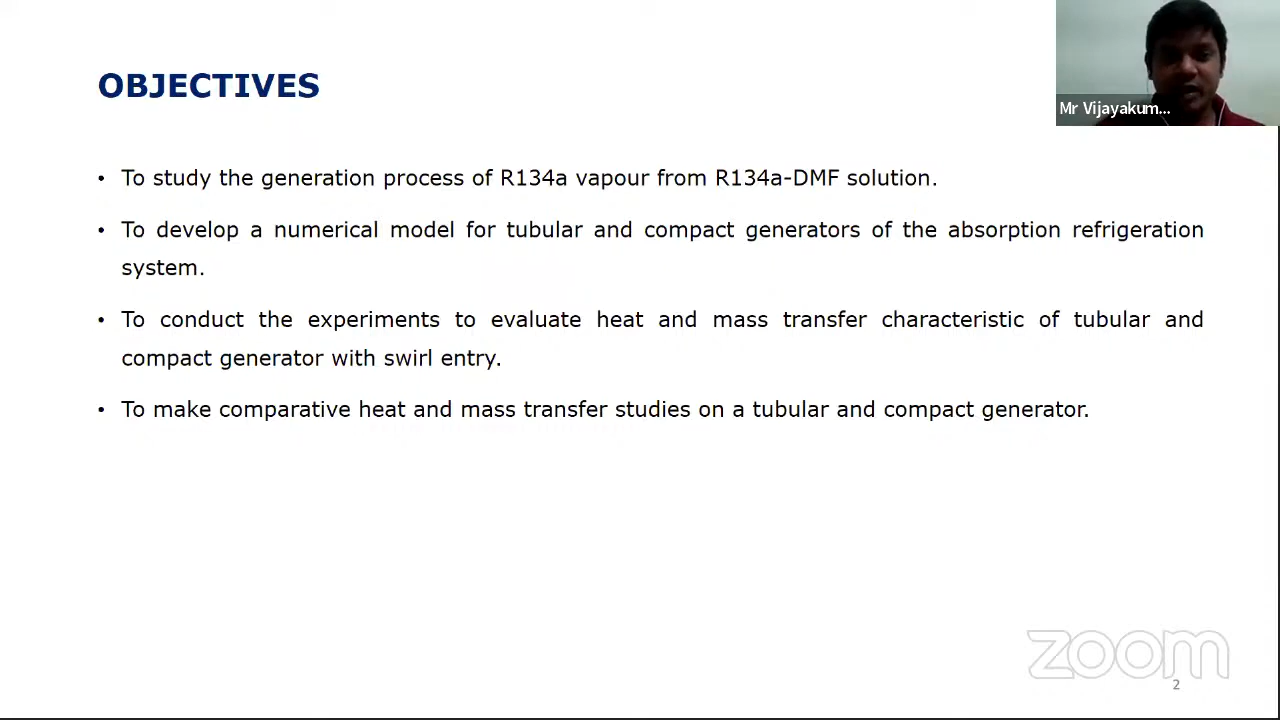 OBJECTIVES
Mr Vijayakum...
• To study the generation process of R134a vapour from R134a-DMF solution.
• To develop a numerical model for tubular and compact generators of the absorption refrigeration
system.
• To conduct the experiments to evaluate heat and mass transfer characteristic of tubular and
compact generator with swirl entry.
• To make comparative heat and mass transfer studies on a tubular and compact generator.
zoom
2